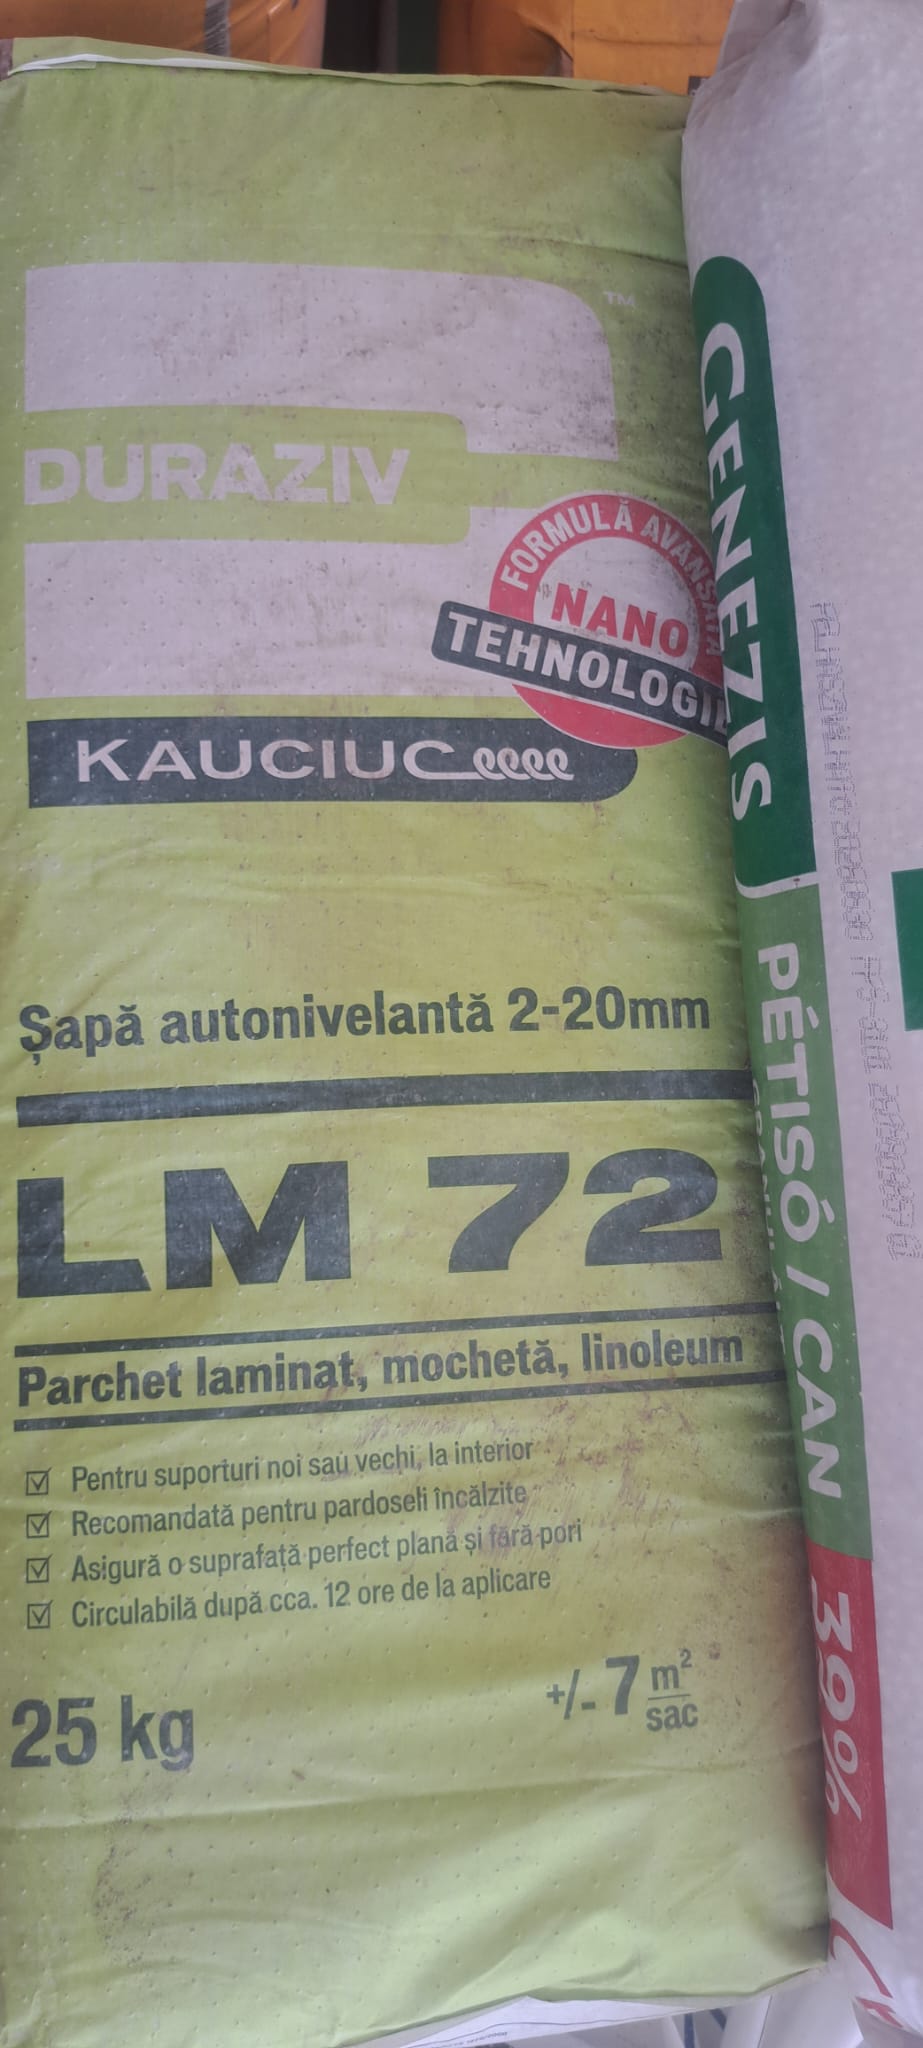 TM
DURAZIV
FORMULĂ AVANSATĂ
NANO
TEHNOLOGIE
KAUCIUC
Șapă autonivelantă 2-20mm
LM 72
Parchet laminat, mochetă, linoleum
Pentru suporturi noi sau vechi, la interior
Recomandată pentru pardoseli încălzite
Asigură o suprafață perfect plană și fără pori
Circulabilă după cca. 12 ore de la aplicare
25 kg
+/- 7 m²
sac
GENEZIS
PÉTISÓ / CAN
39%